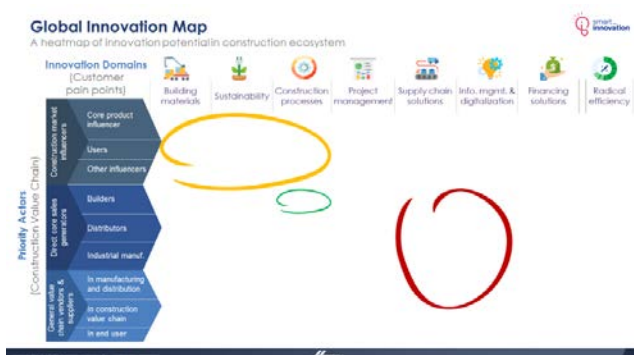 Global Innovation Map
A heatmap of innovation potential in construction ecosystem
smart
innovation
Innovation Domains
(Customer
pain points)
Building
materials
Sustainability
Construction
processes
Project
management
Supply chain
solutions
Info. mgmt. &
digitalization
Financing
solutions
Radical
efficiency
Priority Actors
(Construction Value Chain)
Construction market
influencers
Core product
influencer
Users
Other influencers
Direct core sales
generators
Builders
Distributors
Industrial manuf.
General value
chain vendors &
suppliers
In manufacturing
and distribution
In construction
value chain
In end user